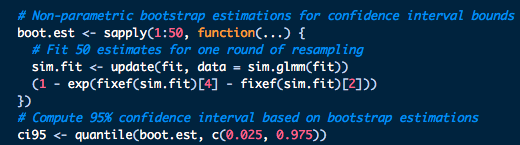 # Non-parametric bootstrap estimations for confidence interval bounds
boot.est <- sapply(1:50, function(...) {
  # Fit 50 estimates for one round of resampling
  sim.fit <- update(fit, data = sim.glmm(fit))
  (1 - exp(fixef(sim.fit)[4] - fixef(sim.fit)[2]))
})
# Compute 95% confidence interval based on bootstrap estimations
ci95 <- quantile(boot.est, c(0.025, 0.975))